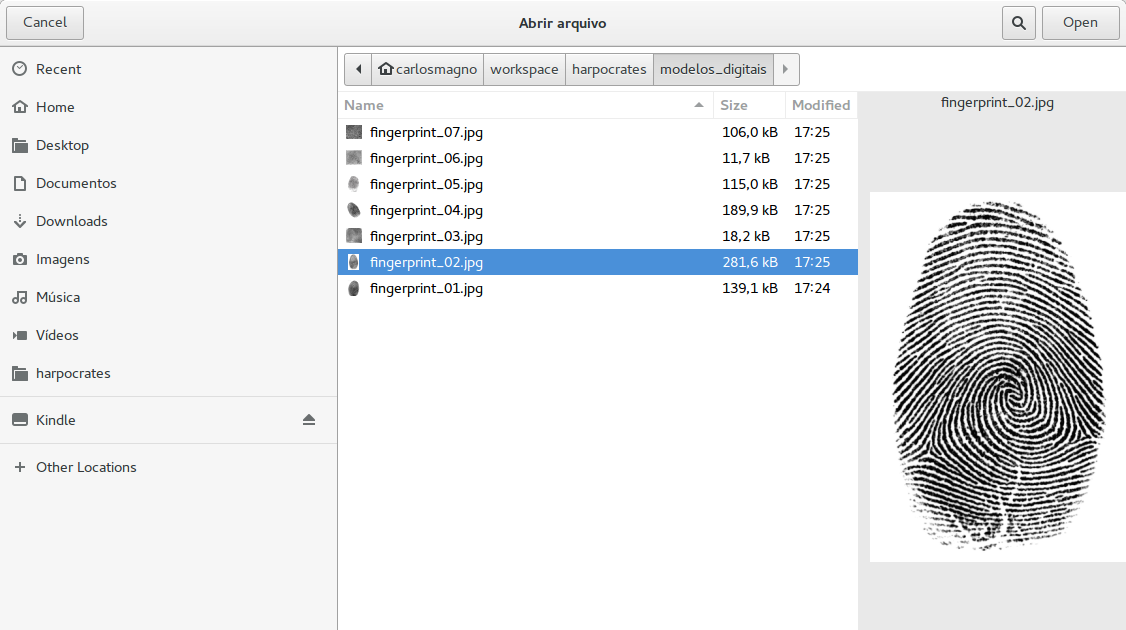 Cancel Abrir arquivo Open
Recent
Home
Desktop
Documentos
Downloads
Imagens
Música
Vídeos
harpocrates
Kindle
Other Locations
carlosmagno workspace harpocrates modelos_digitais
Name Size Modified
fingerprint_07.jpg 106,0 kB 17:25
fingerprint_06.jpg 11,7 kB 17:25
fingerprint_05.jpg 115,0 kB 17:25
fingerprint_04.jpg 189,9 kB 17:25
fingerprint_03.jpg 18,2 kB 17:25
fingerprint_02.jpg 281,6 kB 17:25
fingerprint_01.jpg 139,1 kB 17:24
fingerprint_02.jpg